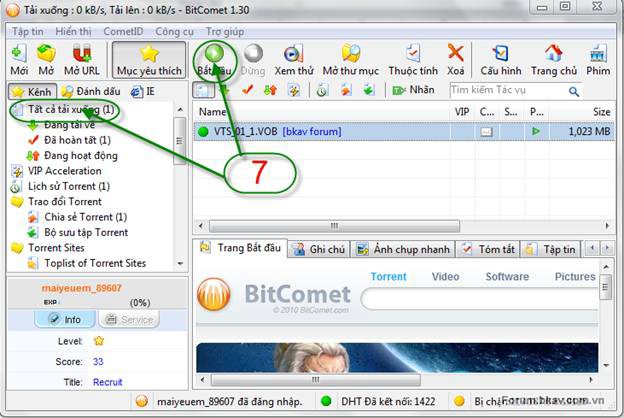 Tải xuống : 0 kB/s, Tải lên : 0 kB/s - BitComet 1.30
Tập tin Hiển thị CometID Công cụ Trợ giúp
Mới Mở Mở URL Mục yêu thích Bắt đầu Dừng Xem thử Mở thư mục Thuộc tính Xoá Cấu hình Trang chủ Phim
Kênh Đánh dấu IE
Nhãn Tìm kiếm Tác vụ
Tất cả tải xuống (1)
Đang tải về
Đã hoàn tất (1)
Đang hoạt động
VIP Acceleration
Lịch sử Torrent (1)
Trao đổi Torrent
Chia sẻ Torrent (1)
Bộ sưu tập Torrent
Torrent Sites
Toplist of Torrent Sites
Name VIP C... S... P... Size
VTS_01_1.VOB [bkav forum] 1,023 MB
7
Trang Bắt đầu Ghi chú Ảnh chụp nhanh Tóm tắt Tập tin
Torrent Video Software Pictures
BitComet
© 2010 BitComet.com
maiyeuem_89607
EXP: (0%)
Info Service
Level:
Score: 33
Title: Recruit
maiyeuem_89607 đã đăng nhập. DHT Đã kết nối: 1422 Bị chặn
Forum.bkav.com.vn